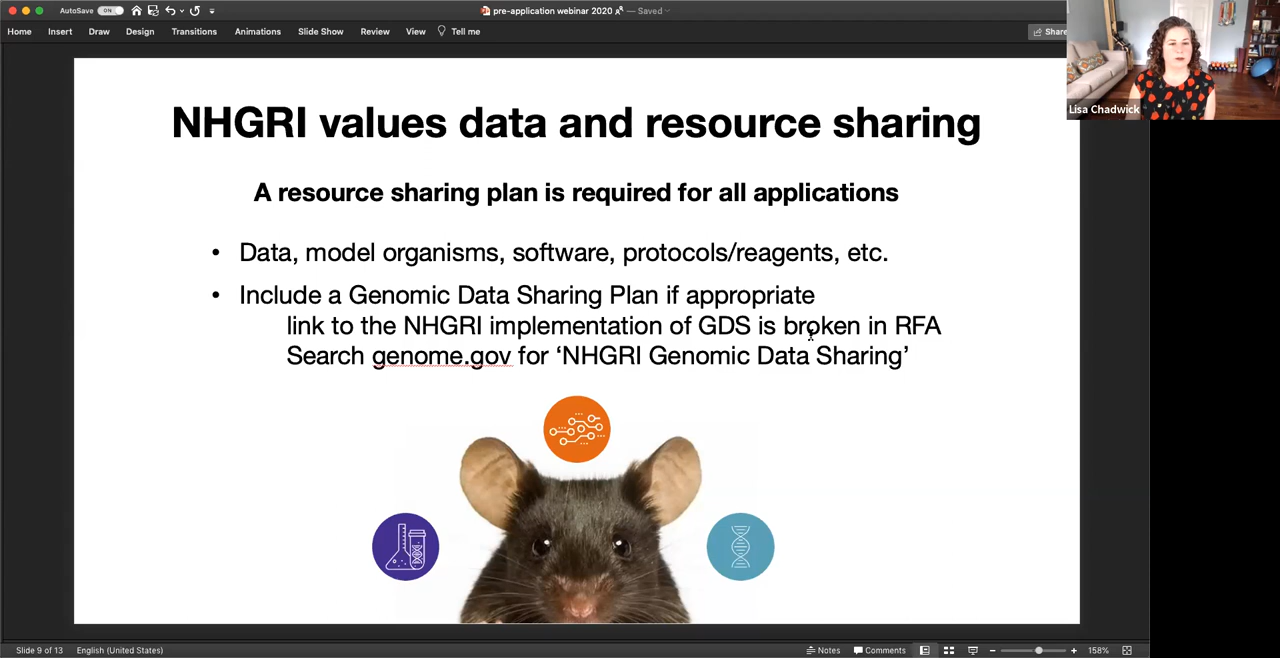 AutoSave ON
pre-application webinar 2020 — Saved
Home Insert Draw Design Transitions Animations Slide Show Review View Tell me
Share
Lisa Chadwick
NHGRI values data and resource sharing
A resource sharing plan is required for all applications
• Data, model organisms, software, protocols/reagents, etc.
• Include a Genomic Data Sharing Plan if appropriate
link to the NHGRI implementation of GDS is broken in RFA
Search genome.gov for ‘NHGRI Genomic Data Sharing’
Slide 9 of 13 English (United States) Notes Comments 158%